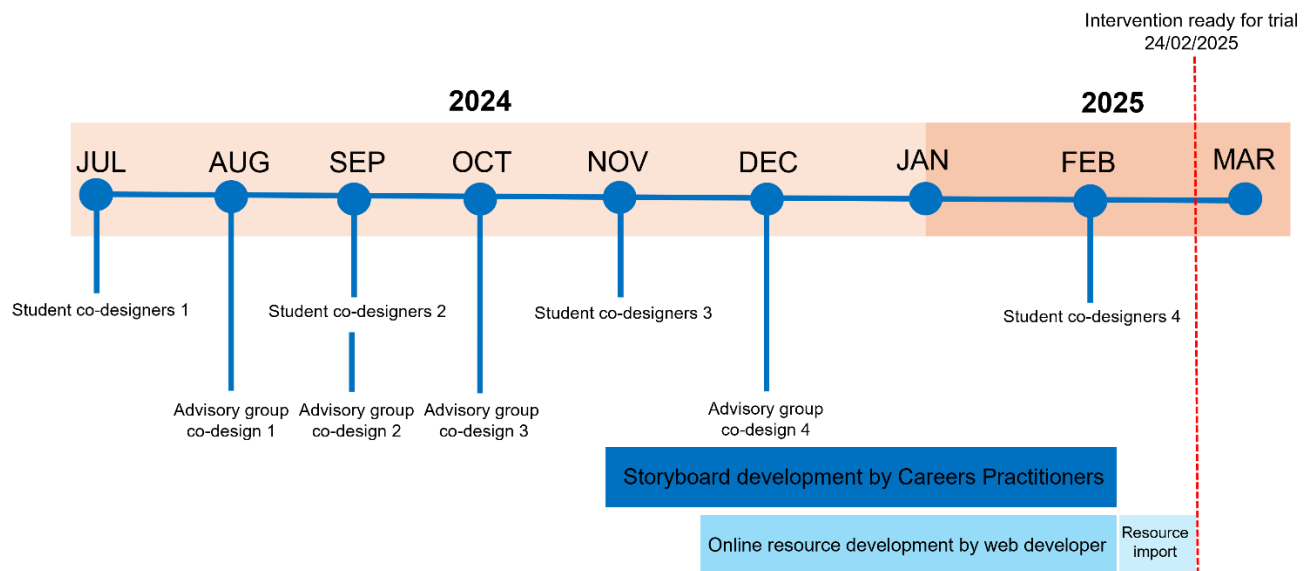 Intervention ready for trial
24/02/2025
2024
2025
JUL
AUG
SEP
OCT
NOV
DEC
JAN
FEB
MAR
Student co-designers 1
Student co-designers 2
Student co-designers 3
Student co-designers 4
Advisory group
co-design 1
Advisory group
co-design 2
Advisory group
co-design 3
Advisory group
co-design 4
Storyboard development by Careers Practitioners
Online resource development by web developer
Resource
import